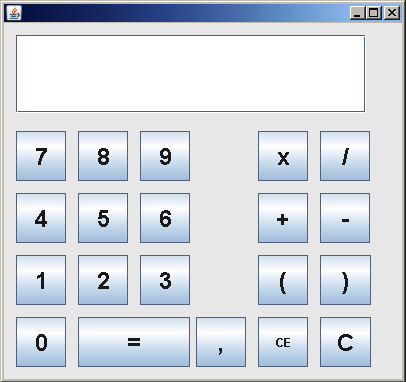 7 8 9 x /
4 5 6 + -
1 2 3 ( )
0 = , CE C